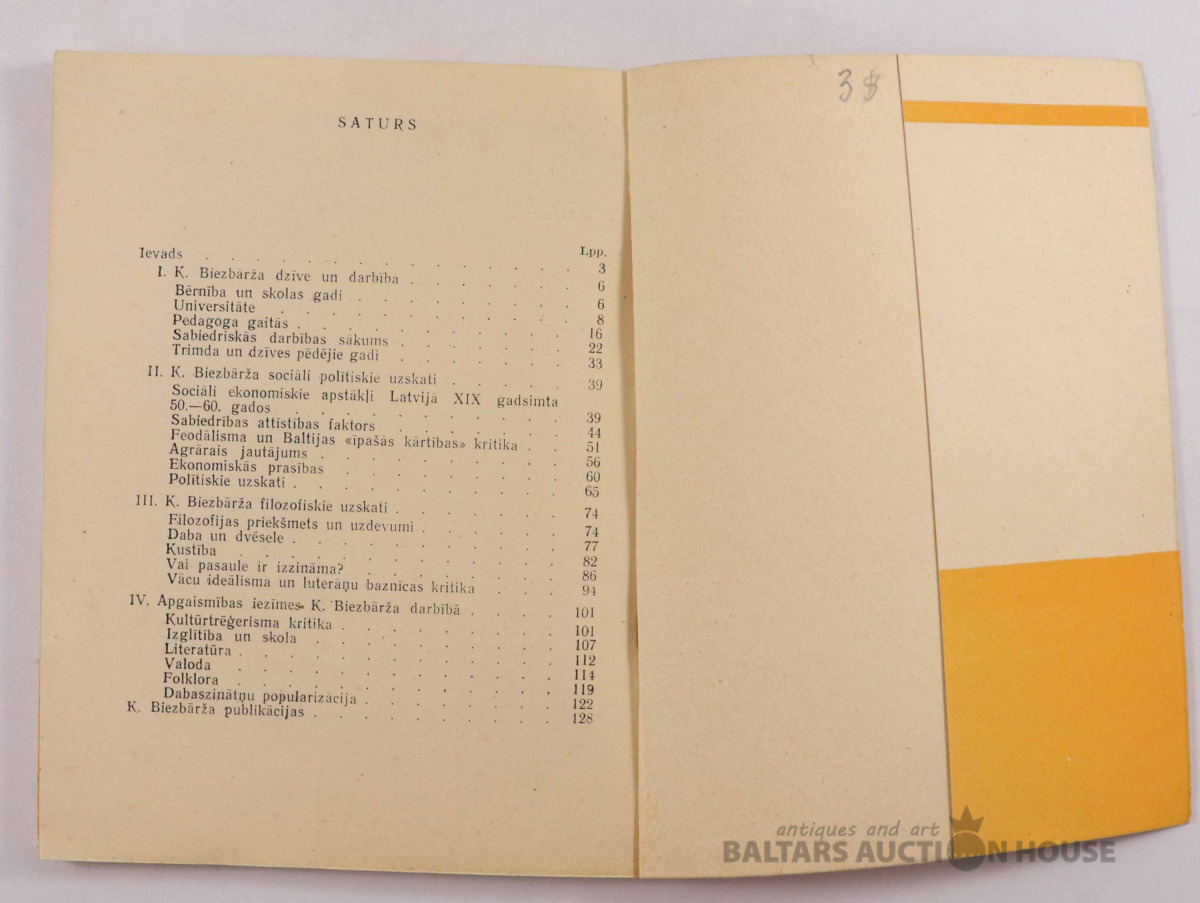 SATURS
Lpp.
Ievads . . . . . . . . . . . . 3
I. K. Biezbārža dzīve un darbība . . . . . . 6
Bērnība un skolas gadi . . . . . . . 6
Universitāte . . . . . . . . . . 8
Pedagoga gaitās . . . . . . . . . 16
Sabiedriskās darbības sākums . . . . . . 22
Trimda un dzīves pēdējie gadi . . . . . . 33
II. K. Biezbārža sociāli polītiskie uzskati . . . . . 39
Sociāli ekonomiskie apstākļi Latvijā XIX gadsimta
50.—60. gados . . . . . . . . . 39
Sabiedrības attīstības faktors . . . . . . 44
Feodālisma un Baltijas «īpašās kārtības» kritika . . 51
Agrārais jautājums . . . . . . . . 56
Ekonomiskās prasības . . . . . . . 60
Polītiskie uzskati . . . . . . . . . 65
III. K. Biezbārža filozofiskie uzskati . . . . . . 74
Filozofijas priekšmets un uzdevumi . . . . . 74
Daba un dvēsele . . . . . . . . . 77
Kustība . . . . . . . . . . . 82
Vai pasaule ir izzināma? . . . . . . . 86
Vācu ideālisma un luterāņu baznīcas kritika . . . 94
IV. Apgaismības iezīmes K. Biezbārža darbībā . . . . 101
Kultūrtrēģerisma kritika . . . . . . . 101
Izglītība un skola . . . . . . . . 107
Literatūra . . . . . . . . . . . 112
Valoda . . . . . . . . . . . 114
Folklora . . . . . . . . . . . 119
Dabaszinātņu popularizācija . . . . . . 122
K. Biezbārža publikācijas . . . . . . . . 128
3 $
antiques and art
BALTARS AUCTION HOUSE